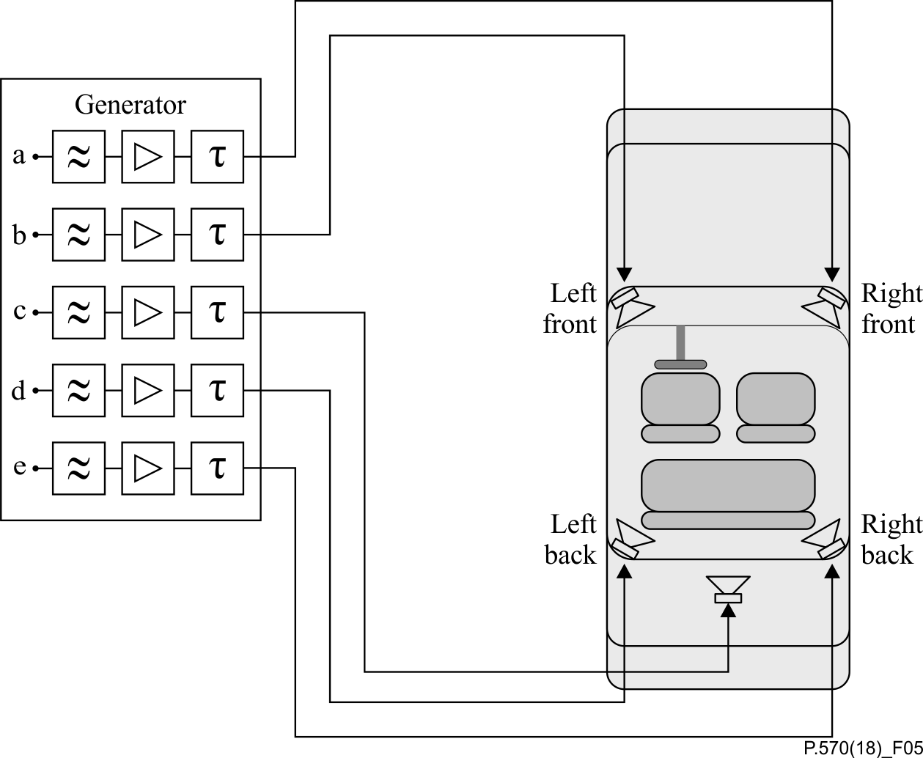 Generator
a ≈ τ
b ≈ τ
c ≈ τ
d ≈ τ
e ≈ τ
Left
front
Right
front
Left
back
Right
back
P.570(18)_F05